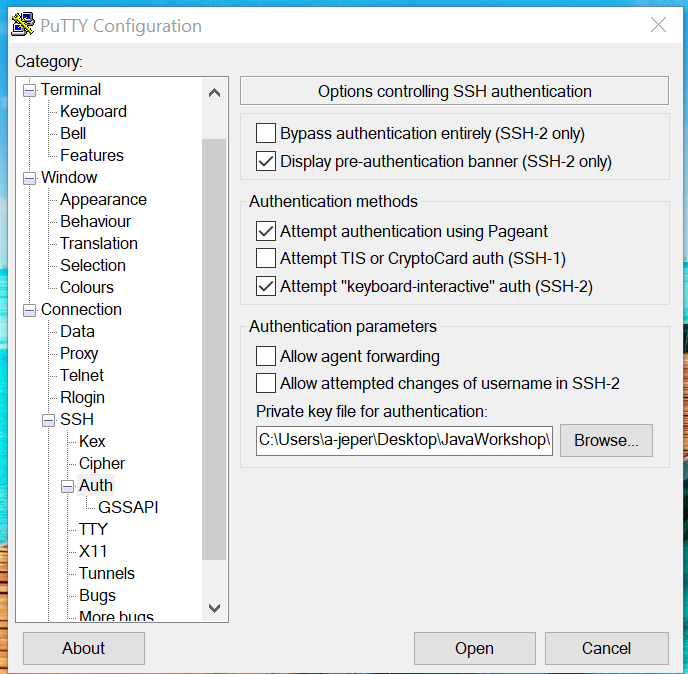 PuTTY Configuration
Category:
Terminal
Keyboard
Bell
Features
Window
Appearance
Behaviour
Translation
Selection
Colours
Connection
Data
Proxy
Telnet
Rlogin
SSH
Kex
Cipher
Auth
GSSAPI
TTY
X11
Tunnels
Bugs
More bugs
Options controlling SSH authentication
Bypass authentication entirely (SSH-2 only)
Display pre-authentication banner (SSH-2 only)
Authentication methods
Attempt authentication using Pageant
Attempt TIS or CryptoCard auth (SSH-1)
Attempt "keyboard-interactive" auth (SSH-2)
Authentication parameters
Allow agent forwarding
Allow attempted changes of username in SSH-2
Private key file for authentication:
C:\Users\a-jeper\Desktop\JavaWorkshop\
Browse...
About
Open
Cancel